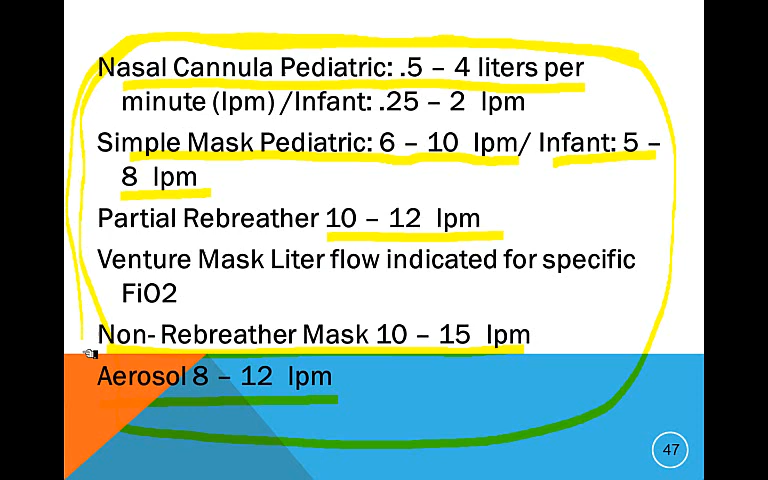 Nasal Cannula Pediatric: .5 – 4 liters per
minute (lpm) /Infant: .25 – 2 lpm
Simple Mask Pediatric: 6 – 10 lpm/ Infant: 5 –
8 lpm
Partial Rebreather 10 – 12 lpm
Venture Mask Liter flow indicated for specific
FiO2
Non- Rebreather Mask 10 – 15 lpm
Aerosol 8 – 12 lpm
47